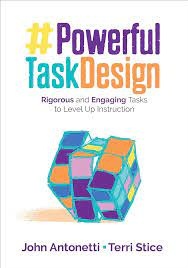 #Powerful
TaskDesign
Rigorous and Engaging Tasks
to Level Up Instruction
John Antonetti ▪ Terri Stice